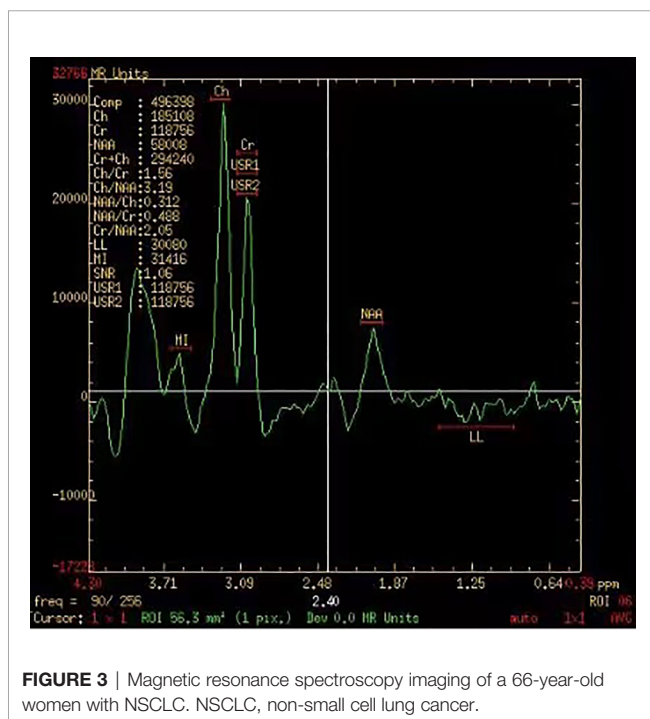 32766 MR Units
30000
Comp : 496398
Ch : 185108
Cr : 118756
NAA : 58008
Cr+Ch : 294240
Ch/Cr :1.56
Ch/NAA:3.19
NAA/Ch:0.312
NAA/Cr:0.488
Cr/NAA:2.05
LL : 30080
MI : 31416
SNR :1.06
USR1 : 118756
USR2 : 118756
Ch
Cr
USR1
USR2
20000
10000
MI
NAA
0
LL
-10000
4.30 3.71 3.09 2.48 1.87 1.25 0.64 ppm
freq = 90/ 256 2.40 ROI 06
Cursor: 1 x 1 ROI 56.3 mm² (1 pix.) Dev 0.0 MR Units auto 1x1 AVG
FIGURE 3 | Magnetic resonance spectroscopy imaging of a 66-year-old
women with NSCLC. NSCLC, non-small cell lung cancer.